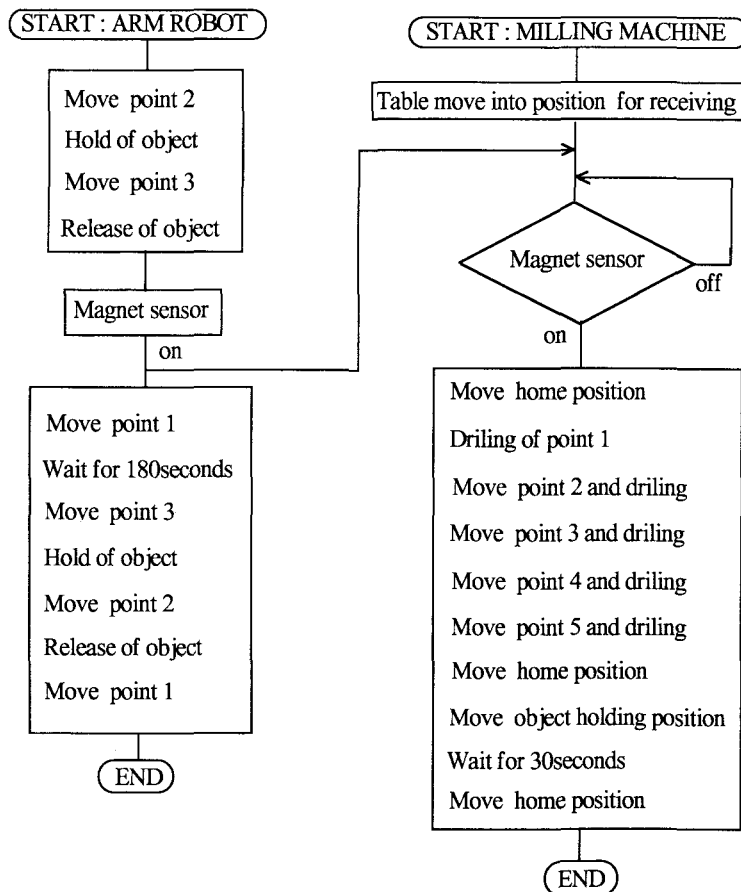 START : ARM ROBOT
Move point 2
Hold of object
Move point 3
Release of object
Magnet sensor
on
Move point 1
Wait for 180seconds
Move point 3
Hold of object
Move point 2
Release of object
Move point 1
END
START : MILLING MACHINE
Table move into position for receiving
Magnet sensor
off
on
Move home position
Driling of point 1
Move point 2 and driling
Move point 3 and driling
Move point 4 and driling
Move point 5 and driling
Move home position
Move object holding position
Wait for 30seconds
Move home position
END